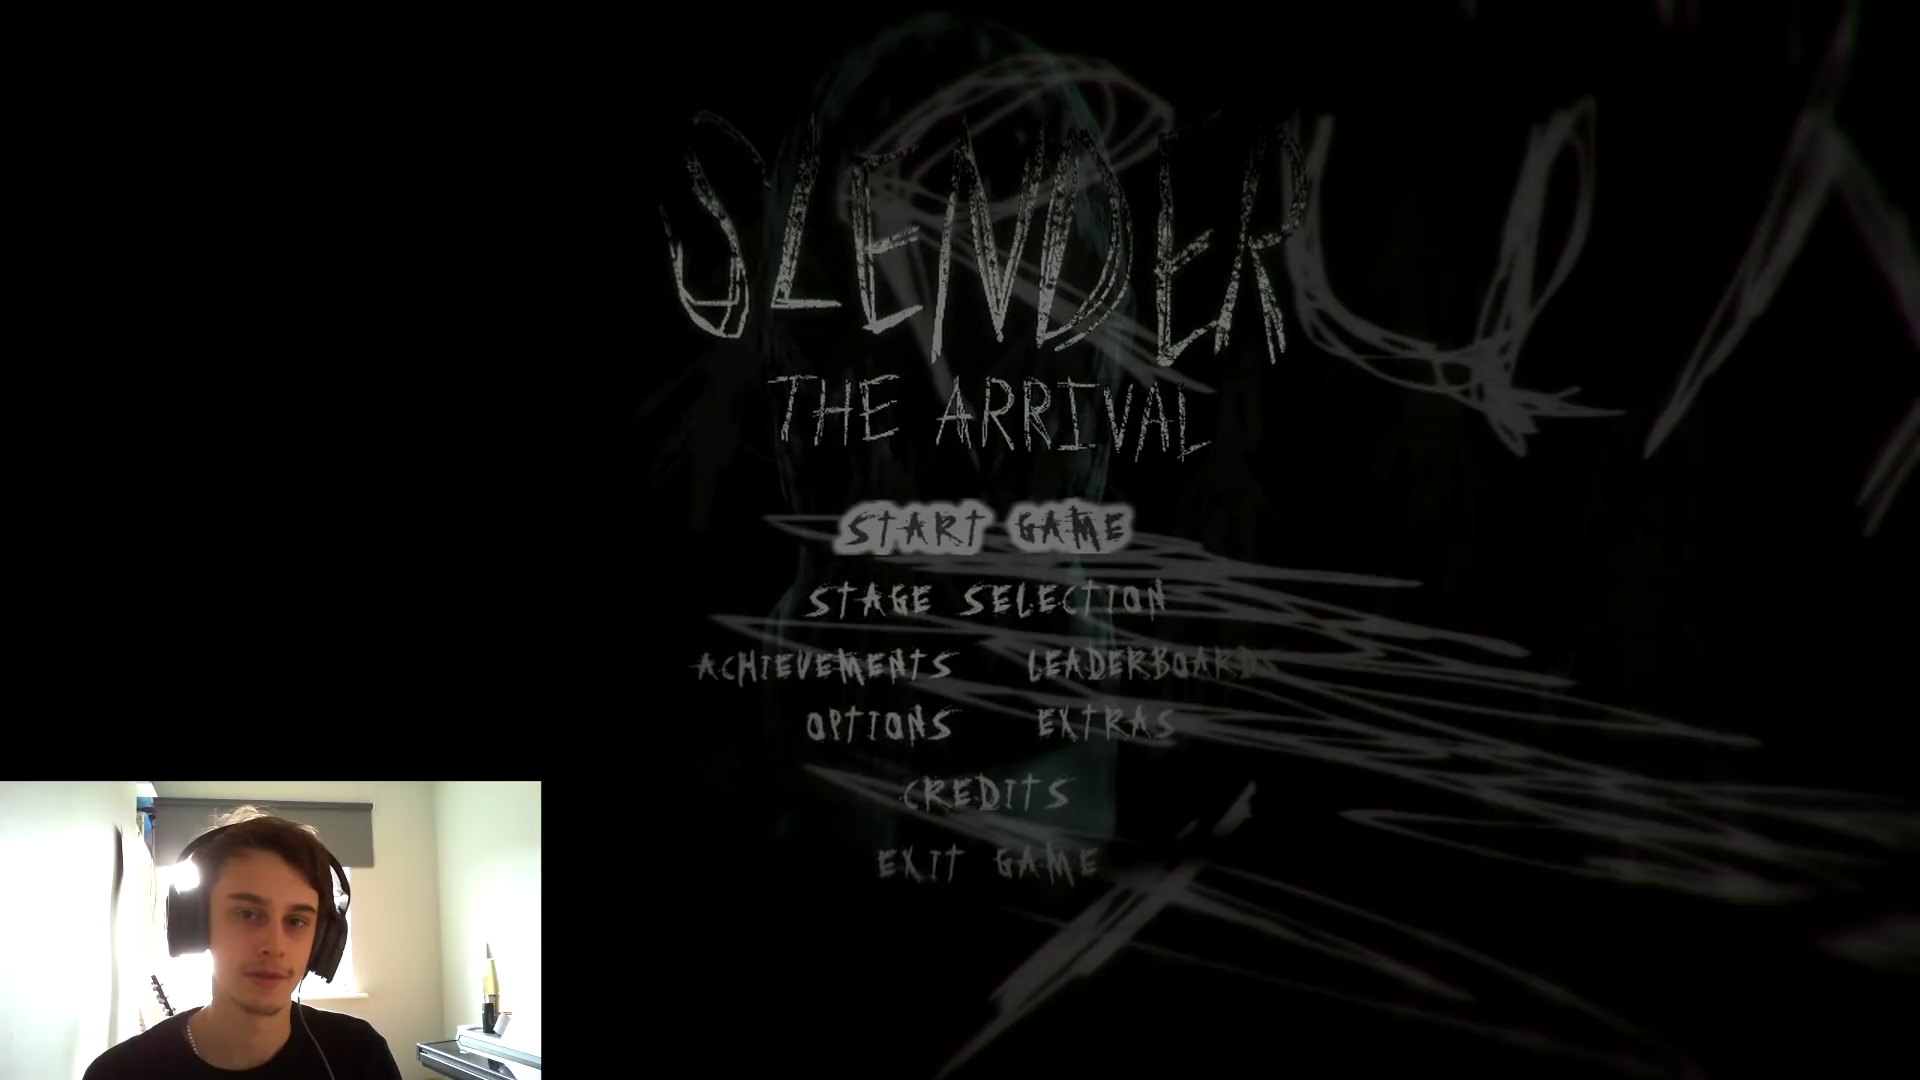 SLENDER
THE ARRIVAL
START GAME
STAGE SELECTION
ACHIEVEMENTS LEADERBOARDS
OPTIONS EXTRAS
CREDITS
EXIT GAME